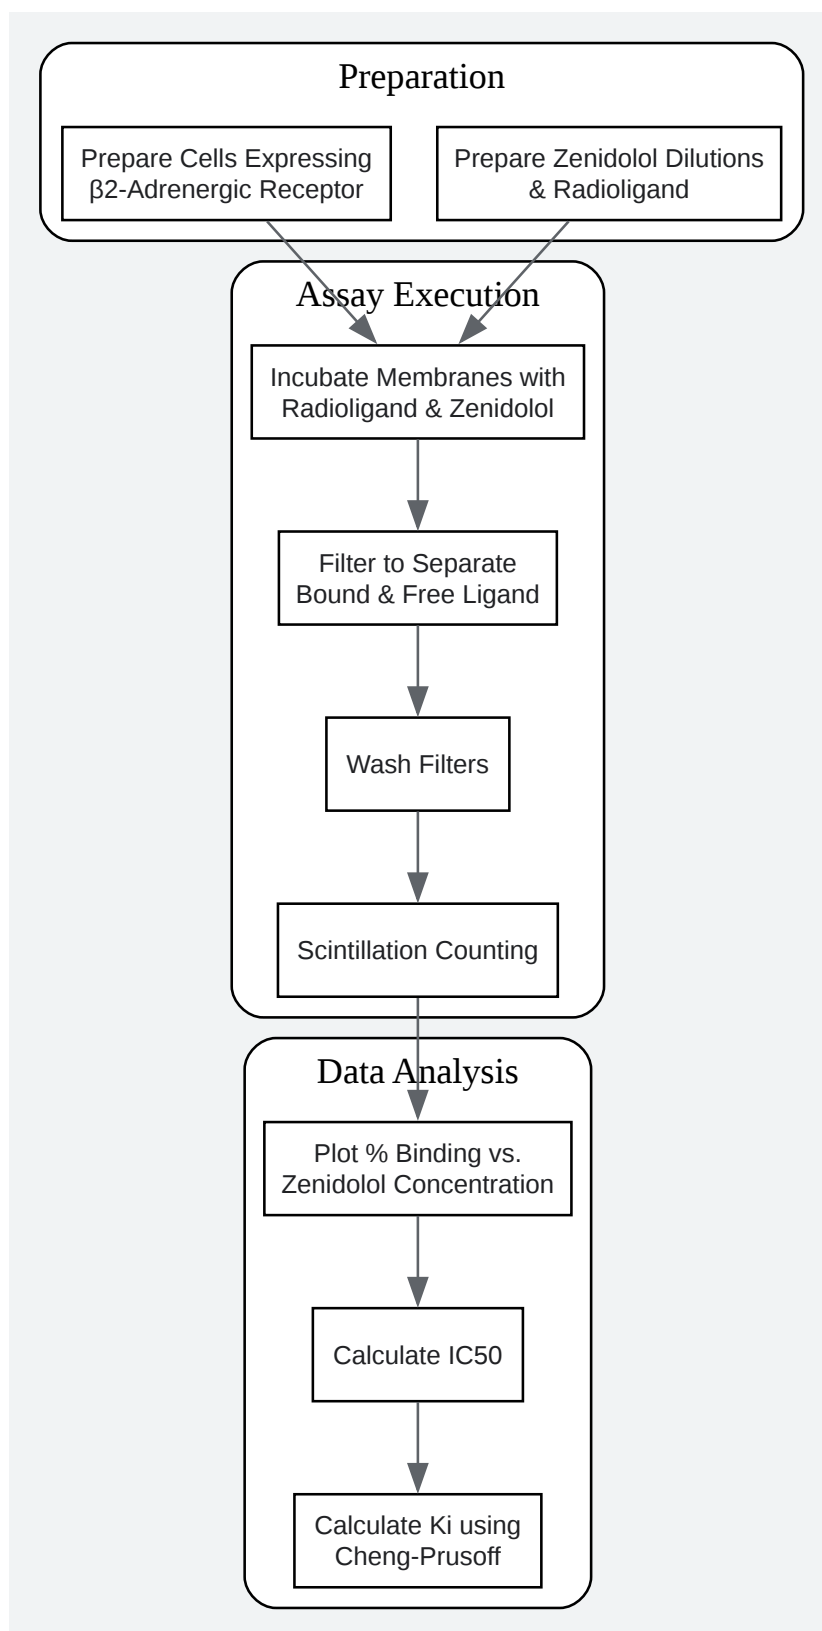 Preparation
Prepare Cells Expressing
β2-Adrenergic Receptor
Prepare Zenidolol Dilutions
& Radioligand
Assay Execution
Incubate Membranes with
Radioligand & Zenidolol
Filter to Separate
Bound & Free Ligand
Wash Filters
Scintillation Counting
Data Analysis
Plot % Binding vs.
Zenidolol Concentration
Calculate IC50
Calculate Ki using
Cheng-Prusoff